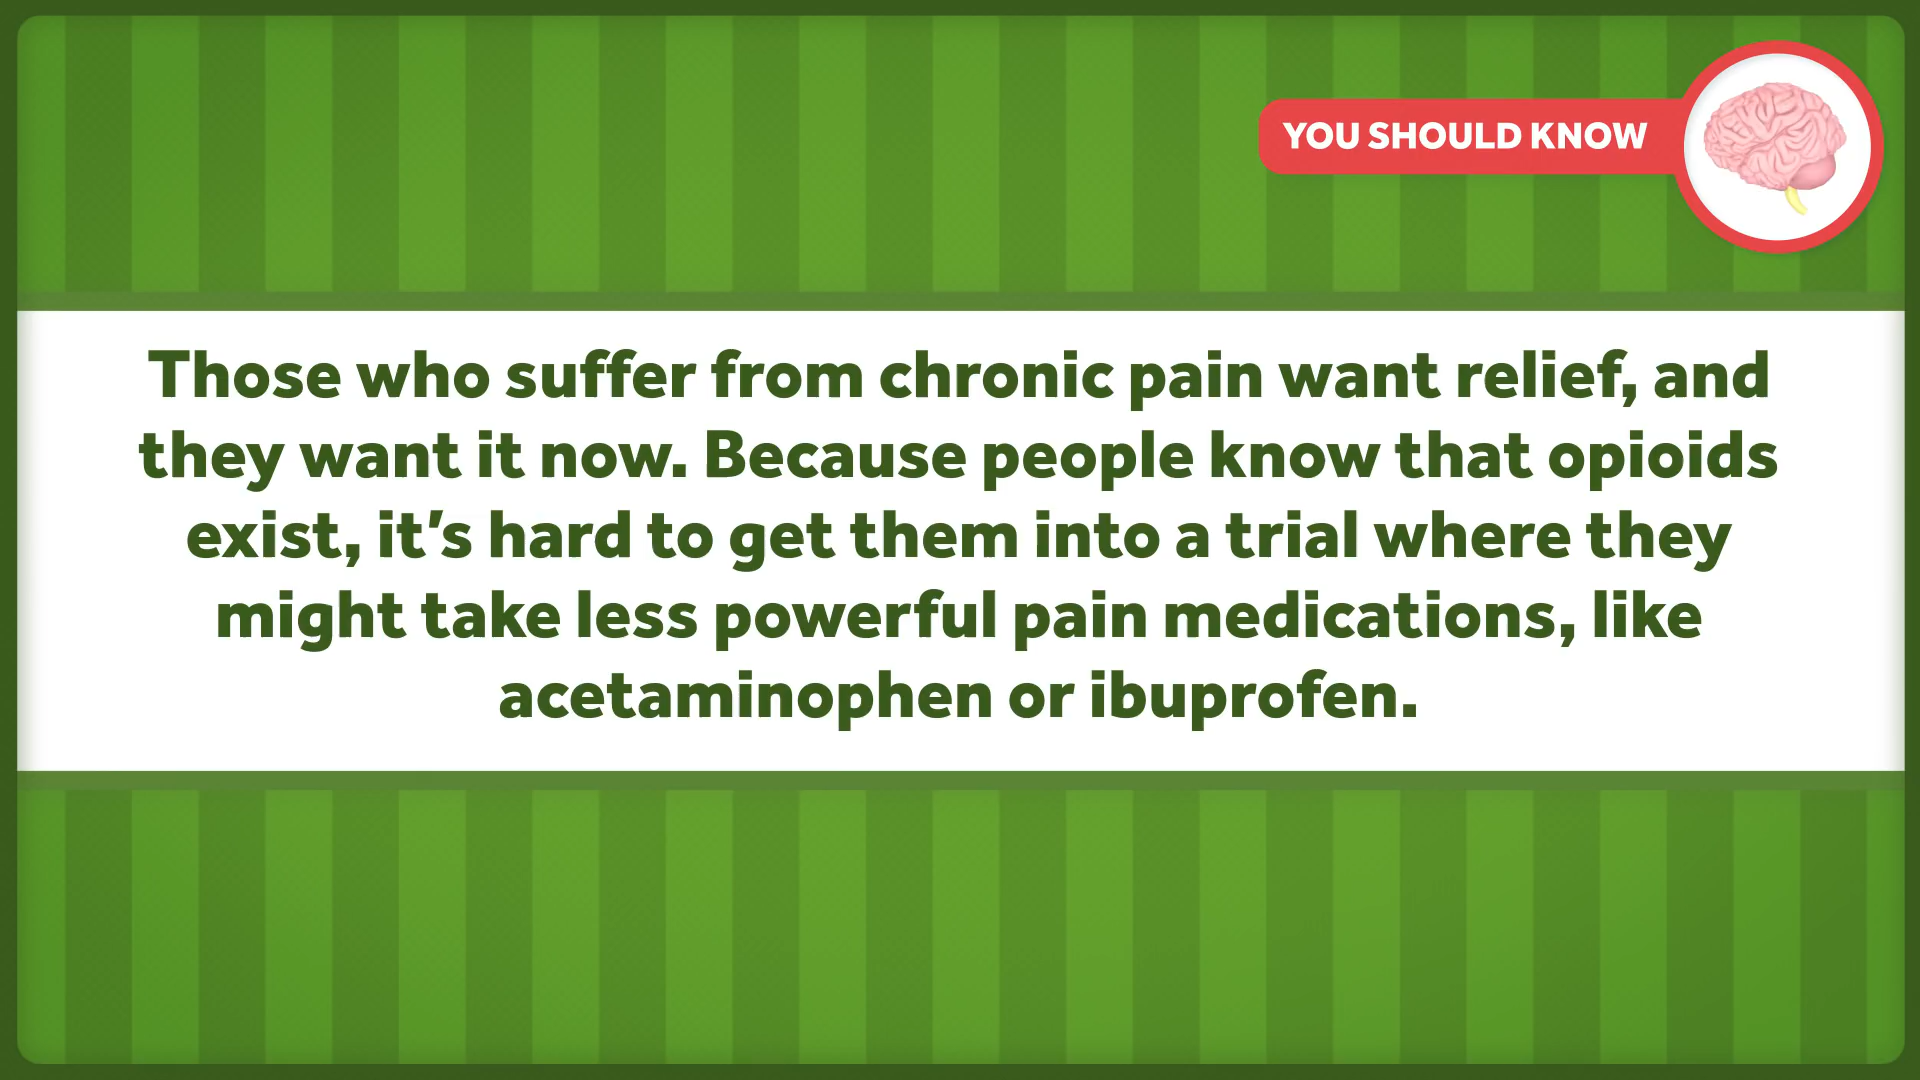 YOU SHOULD KNOW
Those who suffer from chronic pain want relief, and
they want it now. Because people know that opioids
exist, it’s hard to get them into a trial where they
might take less powerful pain medications, like
acetaminophen or ibuprofen.